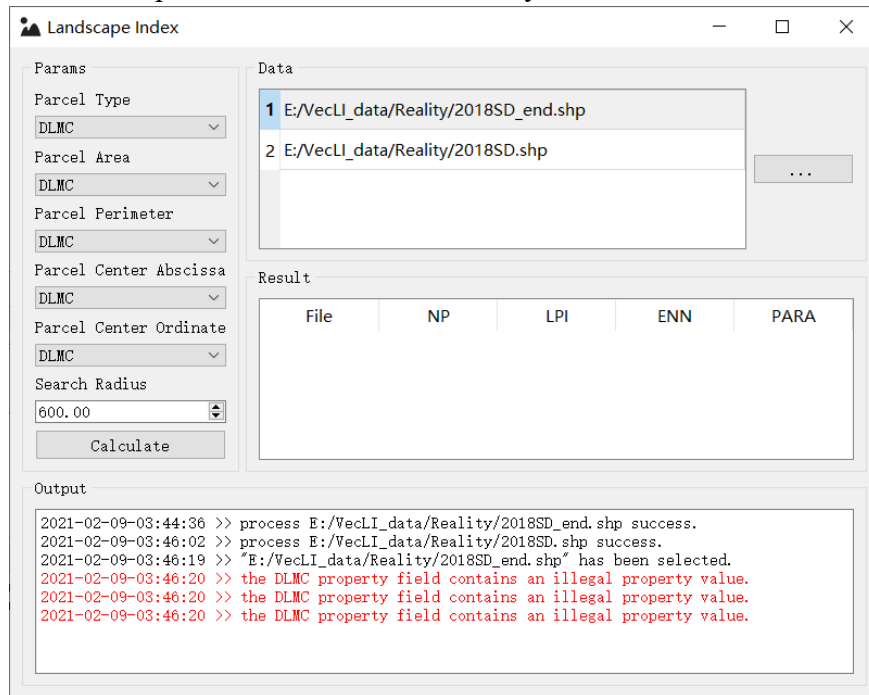 Landscape Index
Params
Parcel Type
DLMC
Parcel Area
DLMC
Parcel Perimeter
DLMC
Parcel Center Abscissa
DLMC
Parcel Center Ordinate
DLMC
Search Radius
600.00
Calculate
Data
1 E:/VecLI_data/Reality/2018SD_end.shp
2 E:/VecLI_data/Reality/2018SD.shp
...
Result
File NP LPI ENN PARA
Output
2021-02-09-03:44:36 >> process E:/VecLI_data/Reality/2018SD_end.shp success.
2021-02-09-03:46:02 >> process E:/VecLI_data/Reality/2018SD.shp success.
2021-02-09-03:46:19 >> "E:/VecLI_data/Reality/2018SD_end.shp" has been selected.
2021-02-09-03:46:20 >> the DLMC property field contains an illegal property value.
2021-02-09-03:46:20 >> the DLMC property field contains an illegal property value.
2021-02-09-03:46:20 >> the DLMC property field contains an illegal property value.